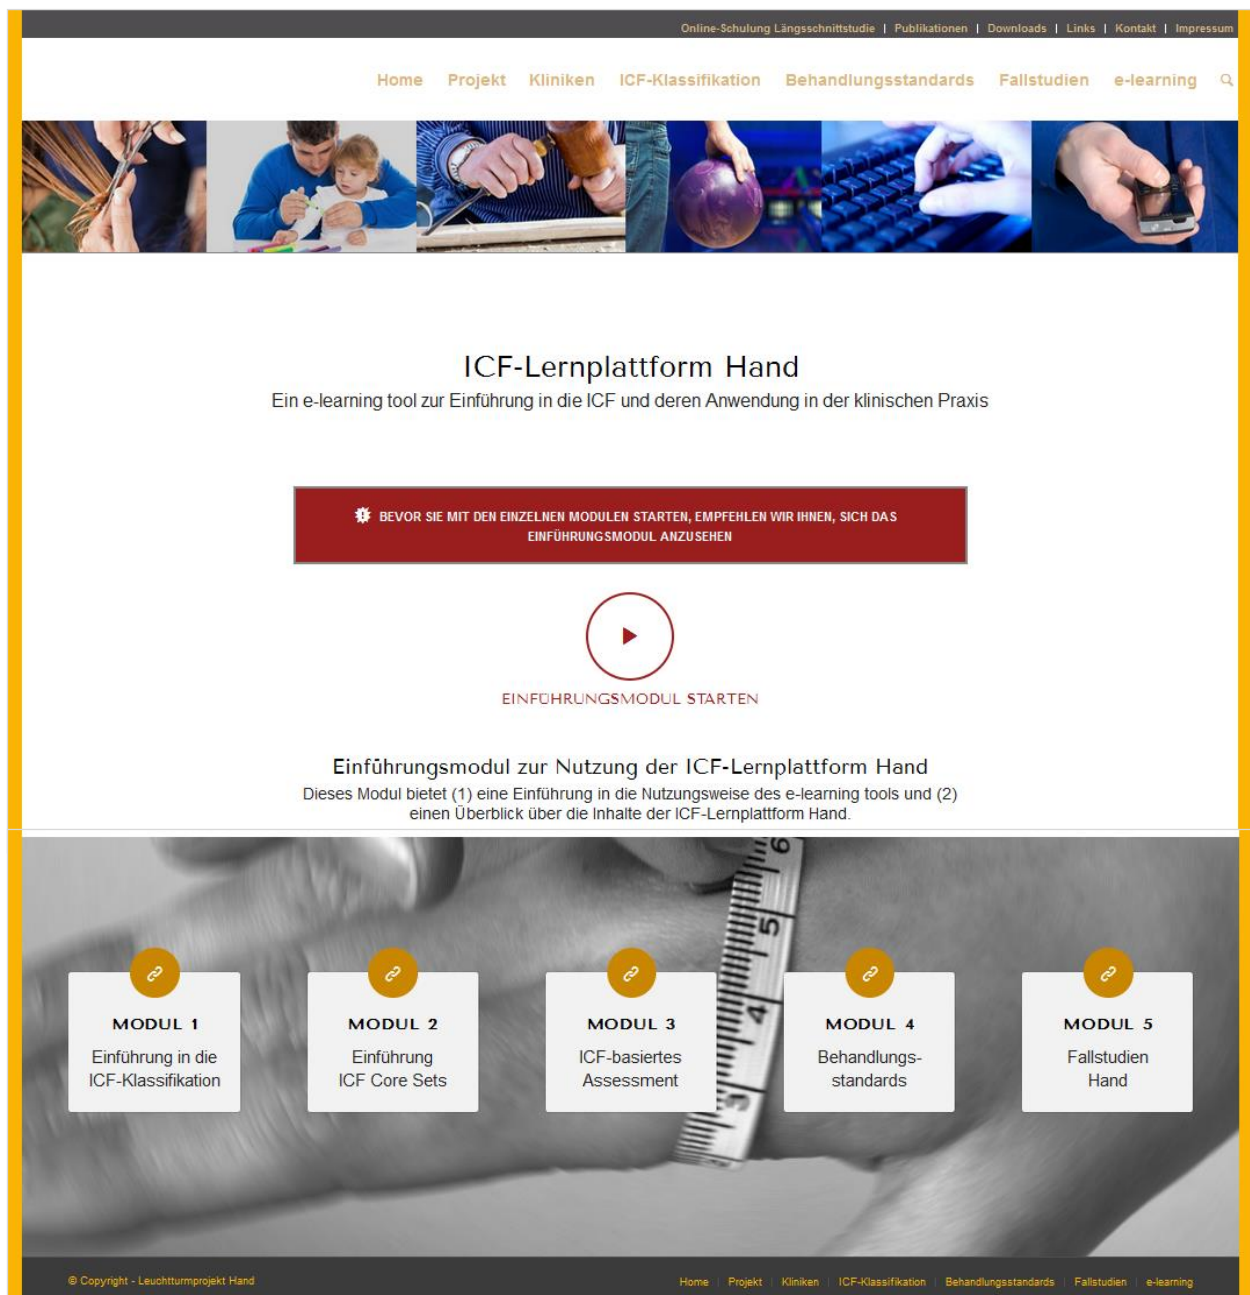 Online-Schulung Längsschnittstudie | Publikationen | Downloads | Links | Kontakt | Impressum
Home Projekt Kliniken ICF-Klassifikation Behandlungsstandards Fallstudien e-learning
ICF-Lernplattform Hand
Ein e-learning tool zur Einführung in die ICF und deren Anwendung in der klinischen Praxis
BEVOR SIE MIT DEN EINZELNEN MODULEN STARTEN, EMPFEHLEN WIR IHNEN, SICH DAS
EINFÜHRUNGSMODUL ANZUSEHEN
EINFÜHRUNGSMODUL STARTEN
Einführungsmodul zur Nutzung der ICF-Lernplattform Hand
Dieses Modul bietet (1) eine Einführung in die Nutzungsweise des e-learning tools und (2)
einen Überblick über die Inhalte der ICF-Lernplattform Hand.
6
5
4
3
MODUL 1
Einführung in die
ICF-Klassifikation
MODUL 2
Einführung
ICF Core Sets
MODUL 3
ICF-basiertes
Assessment
MODUL 4
Behandlungs-
standards
MODUL 5
Fallstudien
Hand
© Copyright - Leuchtturmprojekt Hand
Home | Projekt | Kliniken | ICF-Klassifikation | Behandlungsstandards | Fallstudien | e-learning